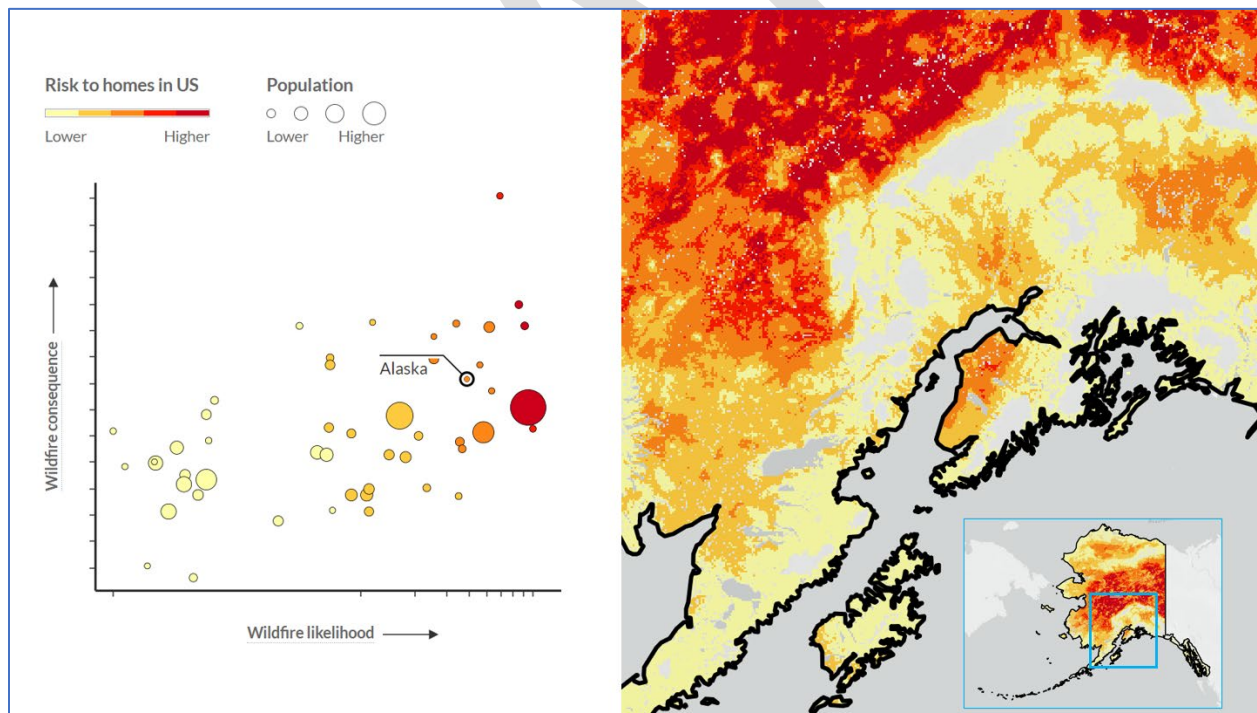 Risk to homes in US
Population
Lower
Higher
Lower
Higher
Wildfire consequence
Alaska
Wildfire likelihood